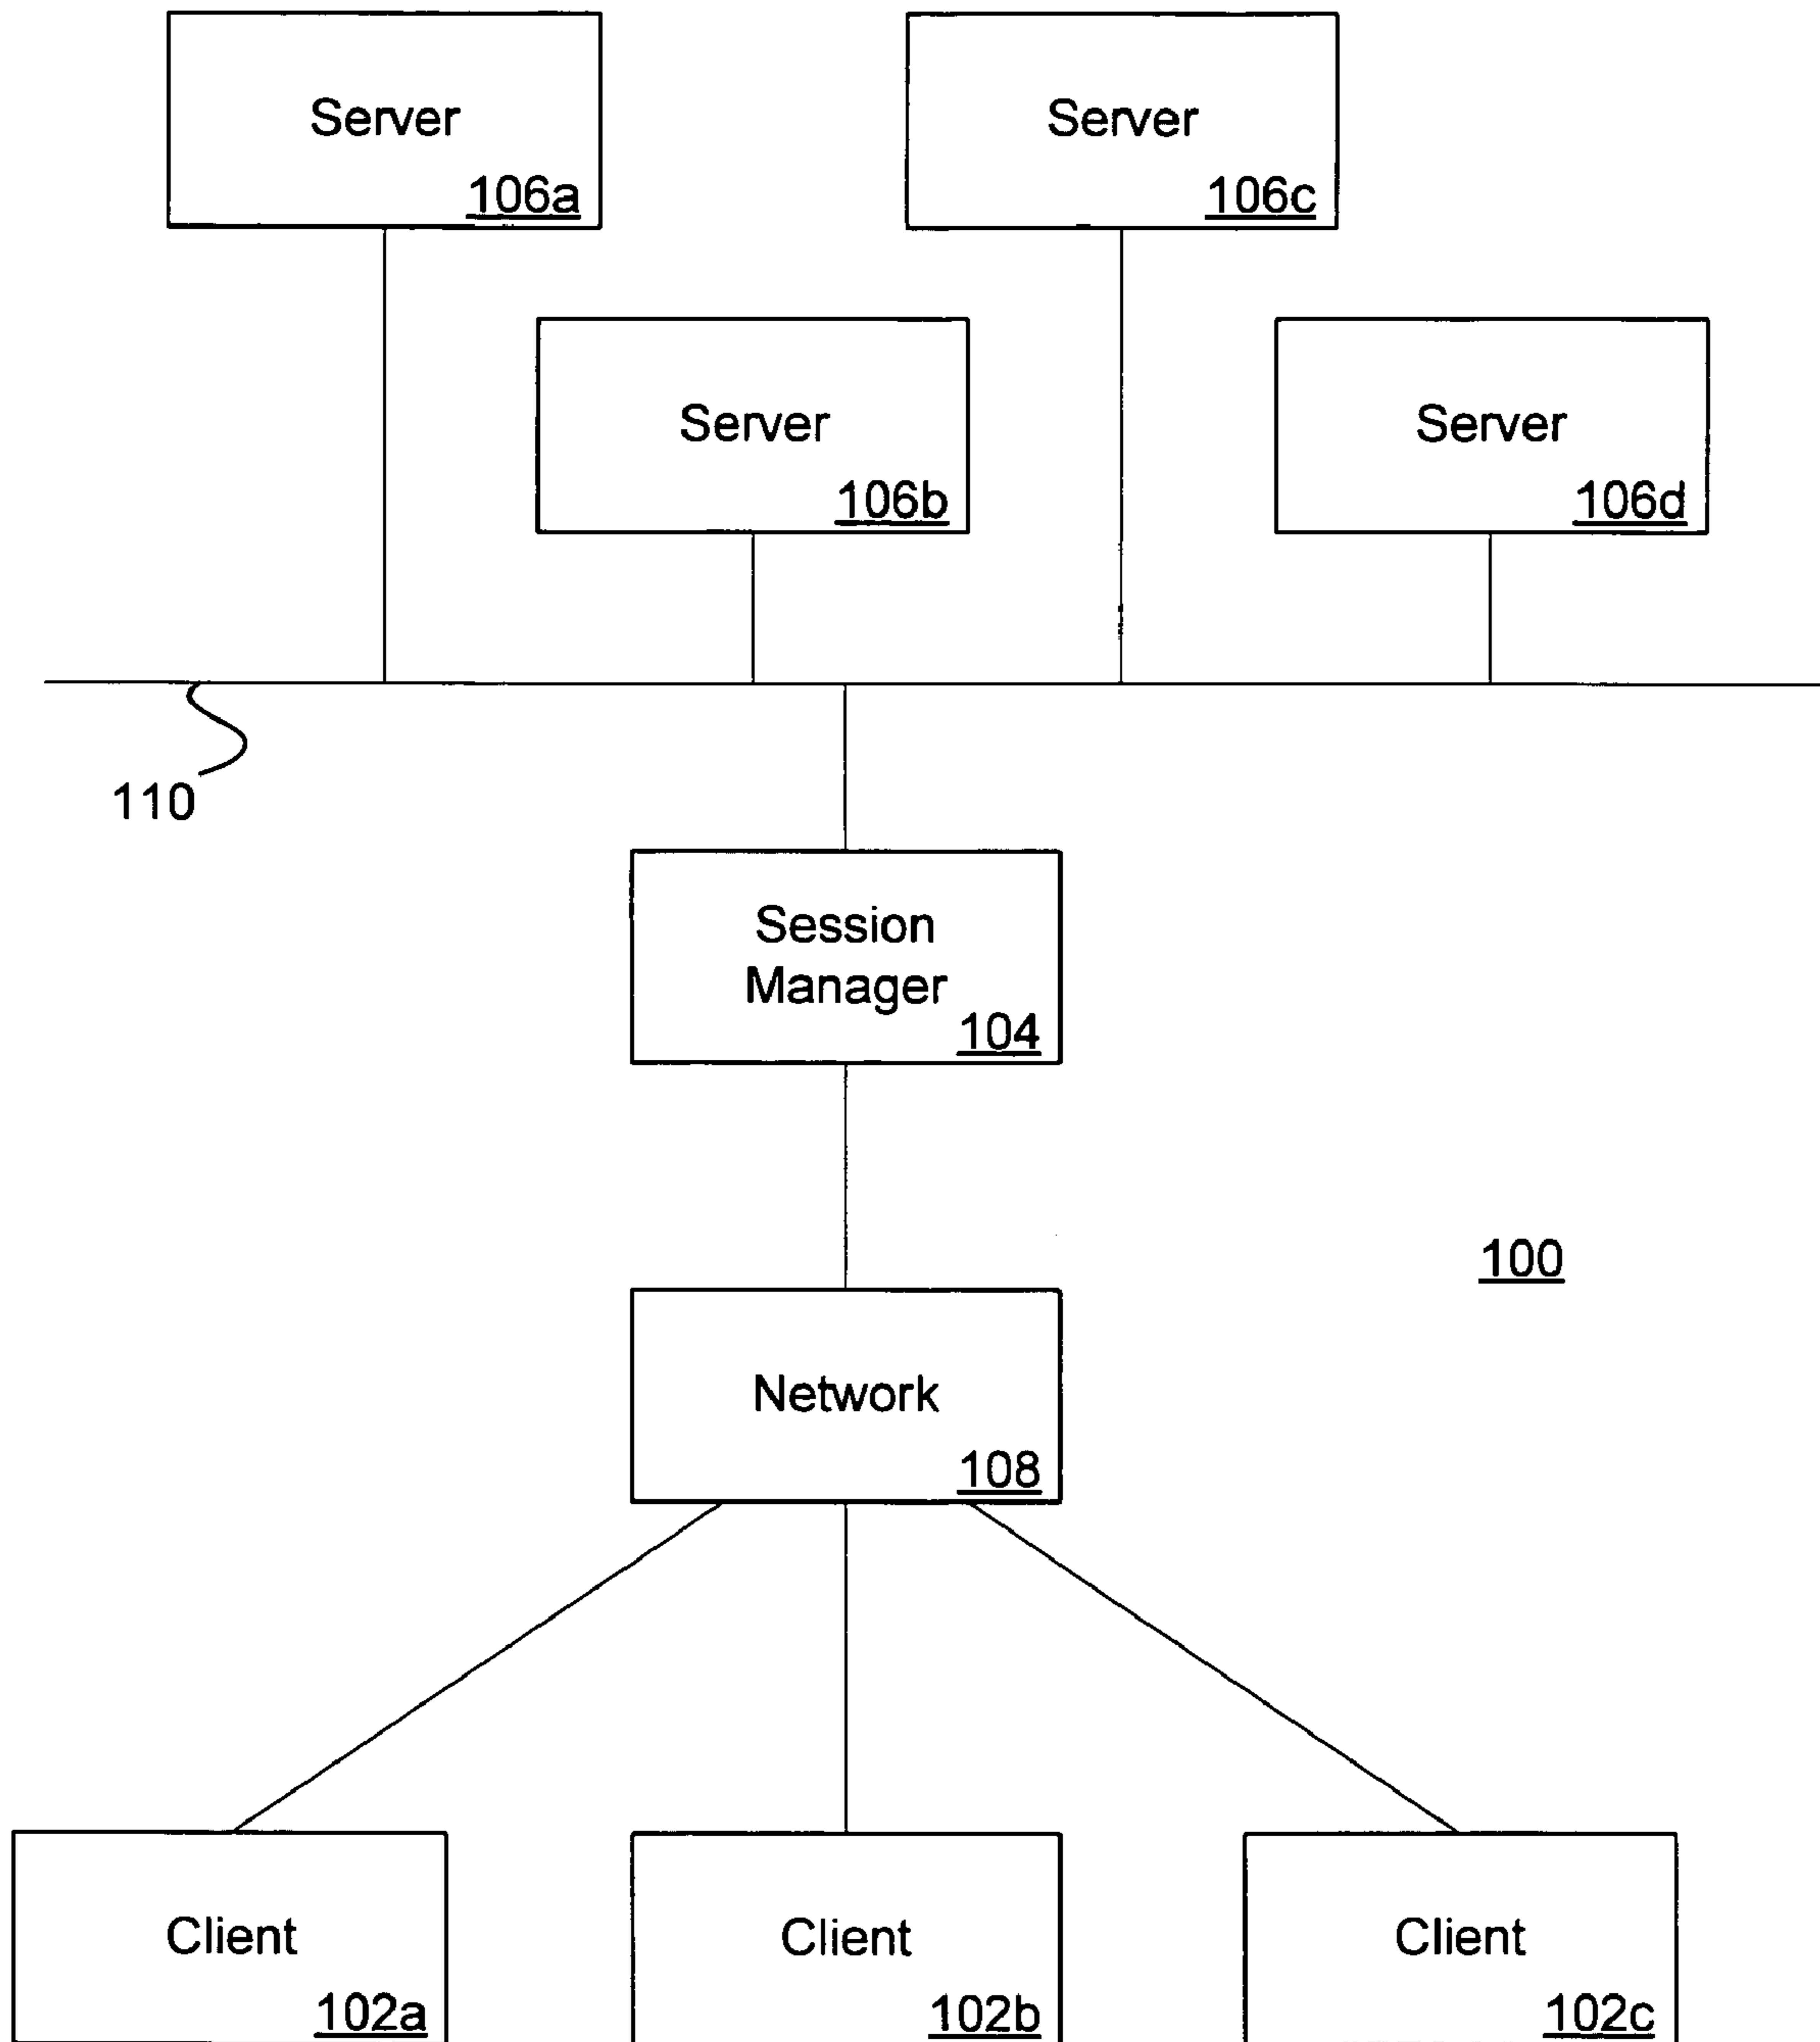 Server
106a
Server
106c
Server
106b
Server
106d
110
Session
Manager
104
100
Network
108
Client
102a
Client
102b
Client
102c